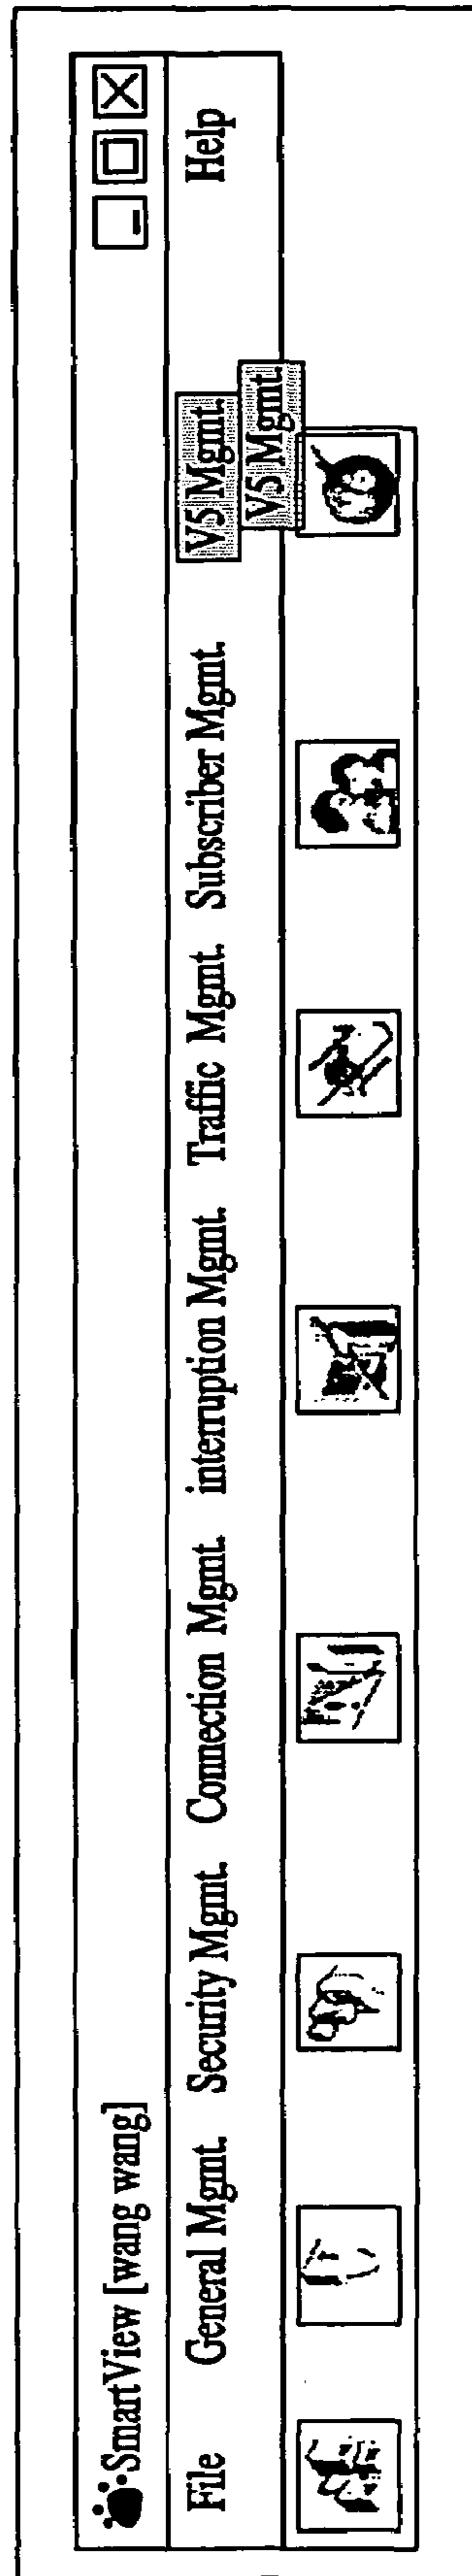 SmartView [wang wang]
File General Mgmt. Security Mgmt. Connection Mgmt. interruption Mgmt. Traffic Mgmt. Subscriber Mgmt. V5 Mgmt. Help
V5 Mgmt.